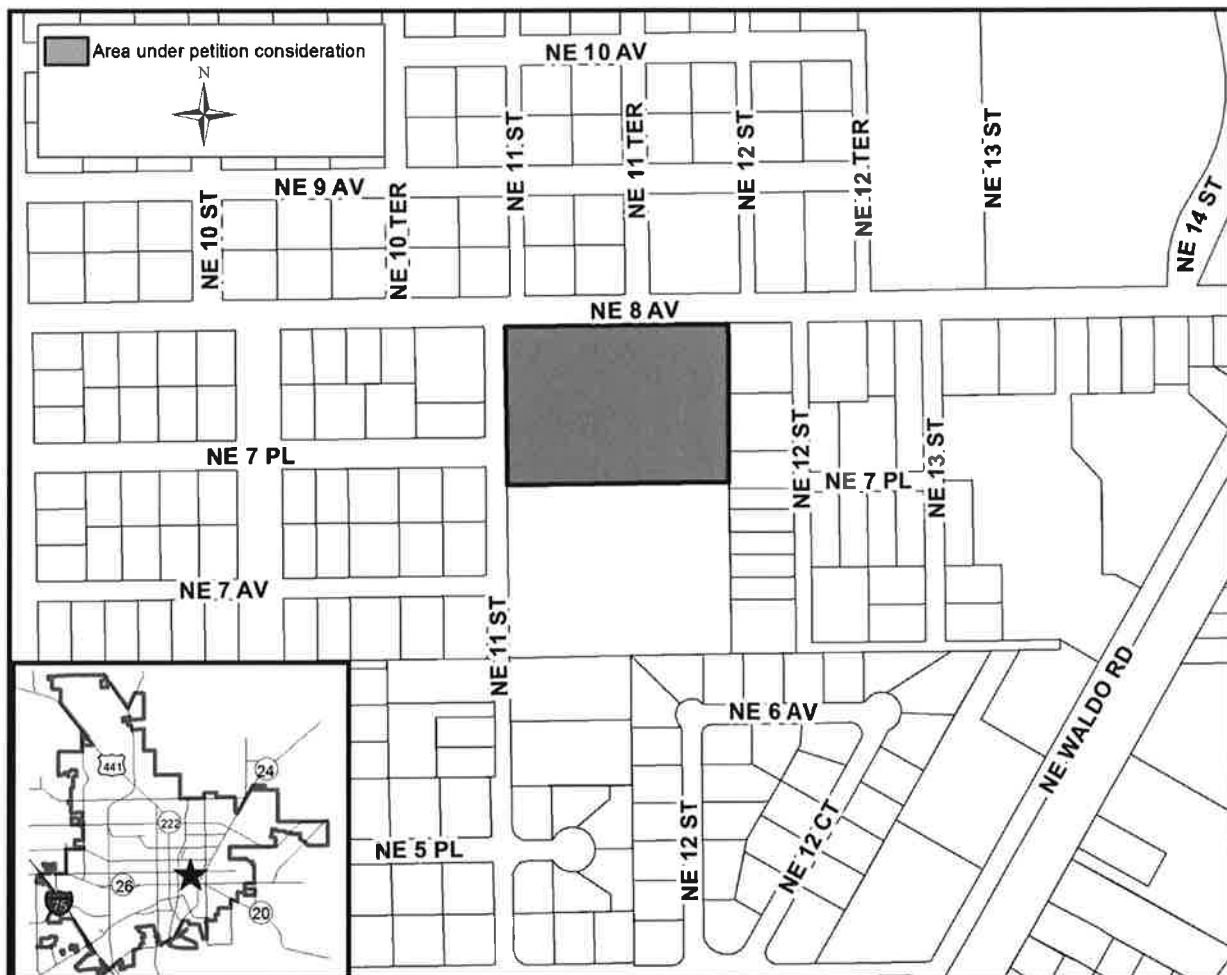 Area under petition consideration
N
NE 10 AV
NE 11 ST
NE 11 TER
NE 12 ST
NE 12 TER
NE 13 ST
NE 14 ST
NE 9 AV
NE 10 ST
NE 10 TER
NE 8 AV
NE 7 PL
NE 12 ST
NE 7 PL
NE 13 ST
NE 7 AV
NE 11 ST
NE WALDO RD
NE 6 AV
NE 12 ST
NE 12 CT
NE 5 PL
441
24
222
26
75
20